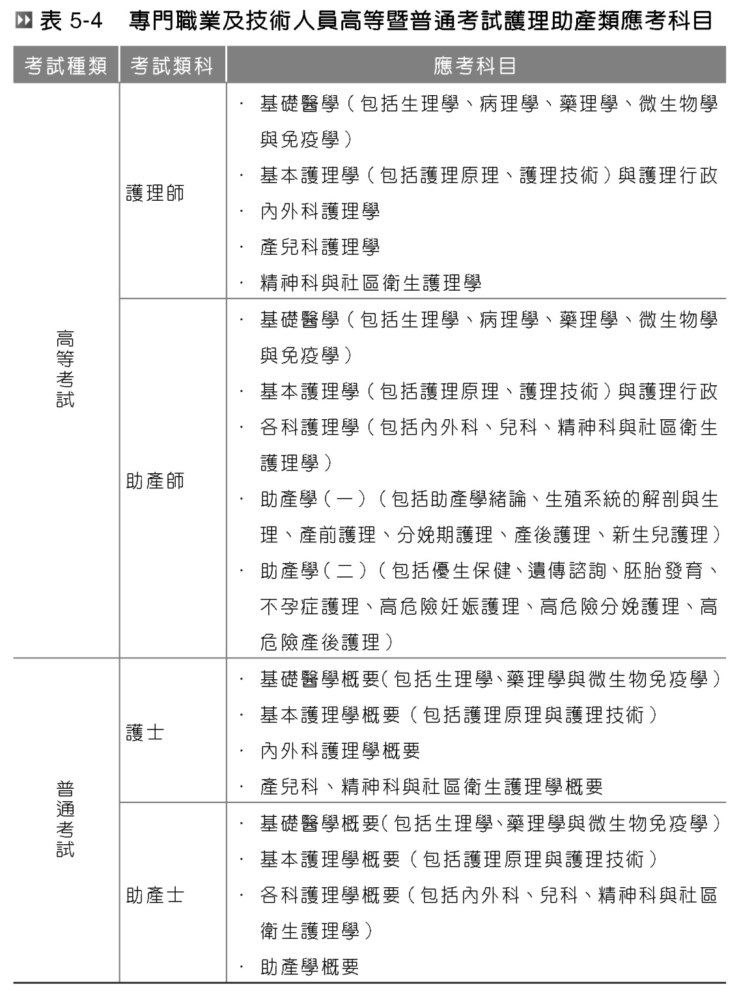 表 5-4 專門職業及技術人員高等暨普通考試護理助產類應考科目
考試種類 考試類科 應考科目
高等考試
護理師
· 基礎醫學（包括生理學、病理學、藥理學、微生物學
與免疫學）
· 基本護理學（包括護理原理、護理技術）與護理行政
· 內外科護理學
· 產兒科護理學
· 精神科與社區衛生護理學
助產師
· 基礎醫學（包括生理學、病理學、藥理學、微生物學
與免疫學）
· 基本護理學（包括護理原理、護理技術）與護理行政
· 各科護理學（包括內外科、兒科、精神科與社區衛生
護理學）
· 助產學（一）（包括助產學緒論、生殖系統的解剖與生
理、產前護理、分娩期護理、產後護理、新生兒護理）
· 助產學（二）（包括優生保健、遺傳諮詢、胚胎發育、
不孕症護理、高危險妊娠護理、高危險分娩護理、高
危險產後護理）
普通考試
護士
· 基礎醫學概要（包括生理學、藥理學與微生物免疫學）
· 基本護理學概要（包括護理原理與護理技術）
· 內外科護理學概要
· 產兒科、精神科與社區衛生護理學概要
助產士
· 基礎醫學概要（包括生理學、藥理學與微生物免疫學）
· 基本護理學概要（包括護理原理與護理技術）
· 各科護理學概要（包括內外科、兒科、精神科與社區
衛生護理學）
· 助產學概要